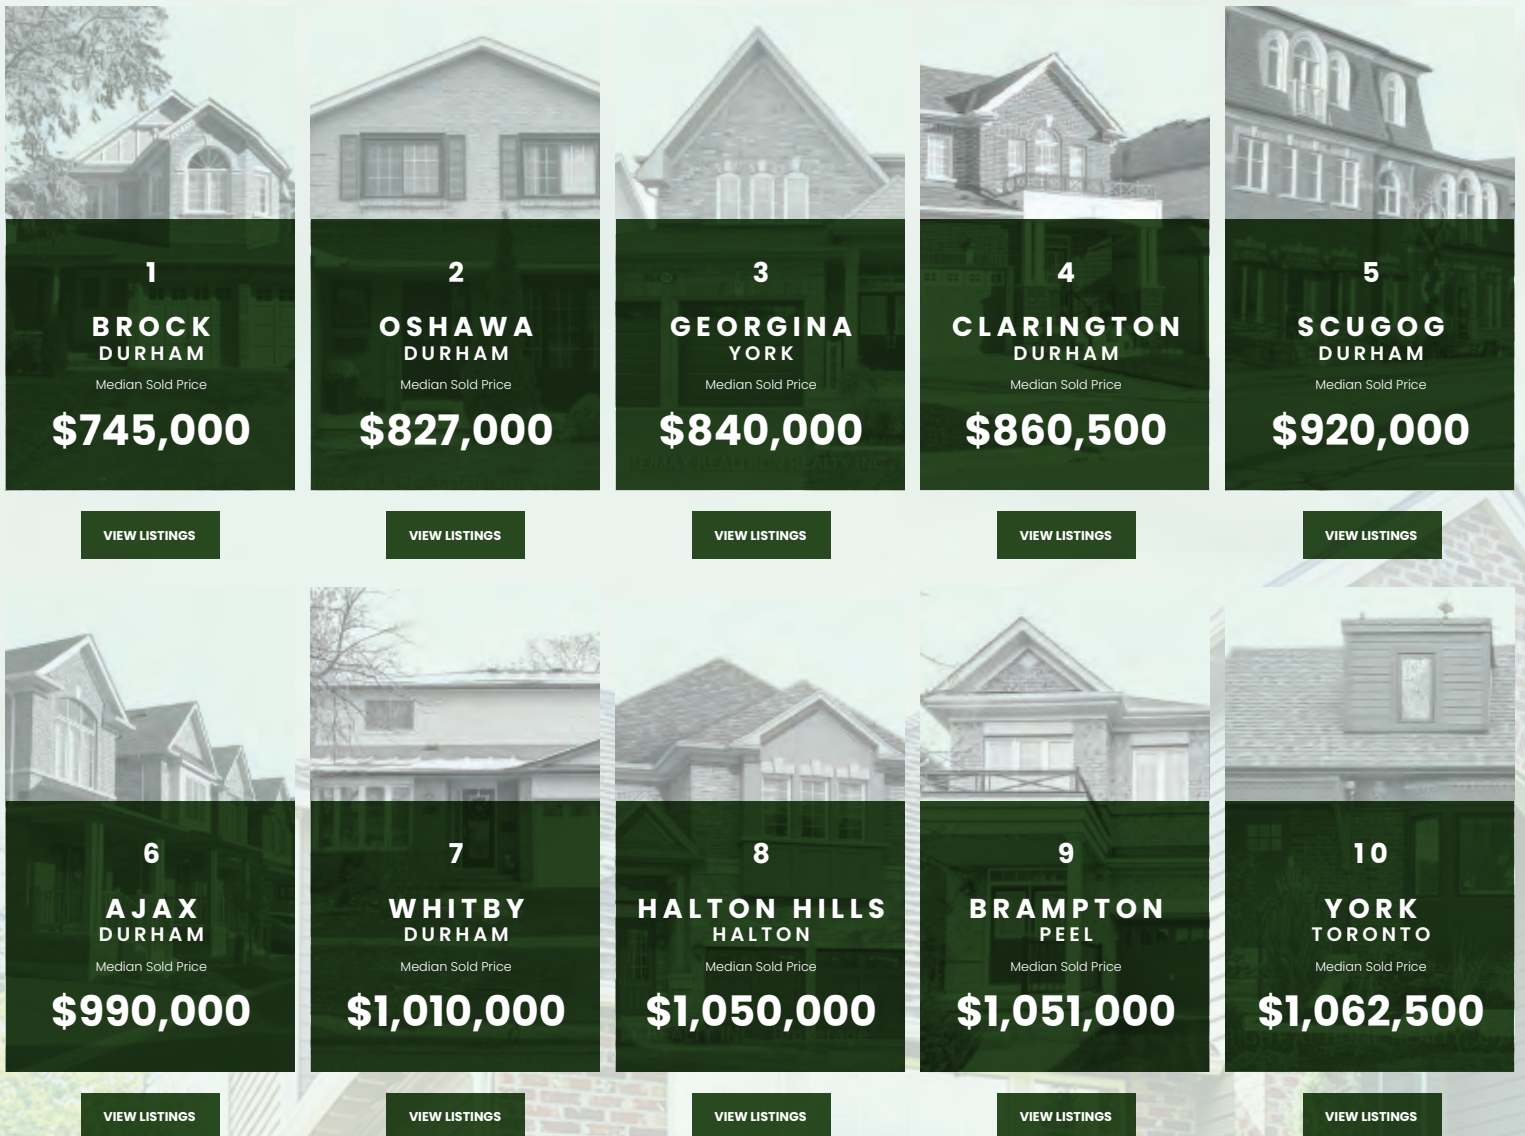 1
BROCK
DURHAM
Median Sold Price
$745,000
VIEW LISTINGS
2
OSHAWA
DURHAM
Median Sold Price
$827,000
VIEW LISTINGS
3
GEORGINA
YORK
Median Sold Price
$840,000
VIEW LISTINGS
4
CLARINGTON
DURHAM
Median Sold Price
$860,500
VIEW LISTINGS
5
SCUGOG
DURHAM
Median Sold Price
$920,000
VIEW LISTINGS
6
AJAX
DURHAM
Median Sold Price
$990,000
VIEW LISTINGS
7
WHITBY
DURHAM
Median Sold Price
$1,010,000
VIEW LISTINGS
8
HALTON HILLS
HALTON
Median Sold Price
$1,050,000
VIEW LISTINGS
9
BRAMPTON
PEEL
Median Sold Price
$1,051,000
VIEW LISTINGS
10
YORK
TORONTO
Median Sold Price
$1,062,500
VIEW LISTINGS